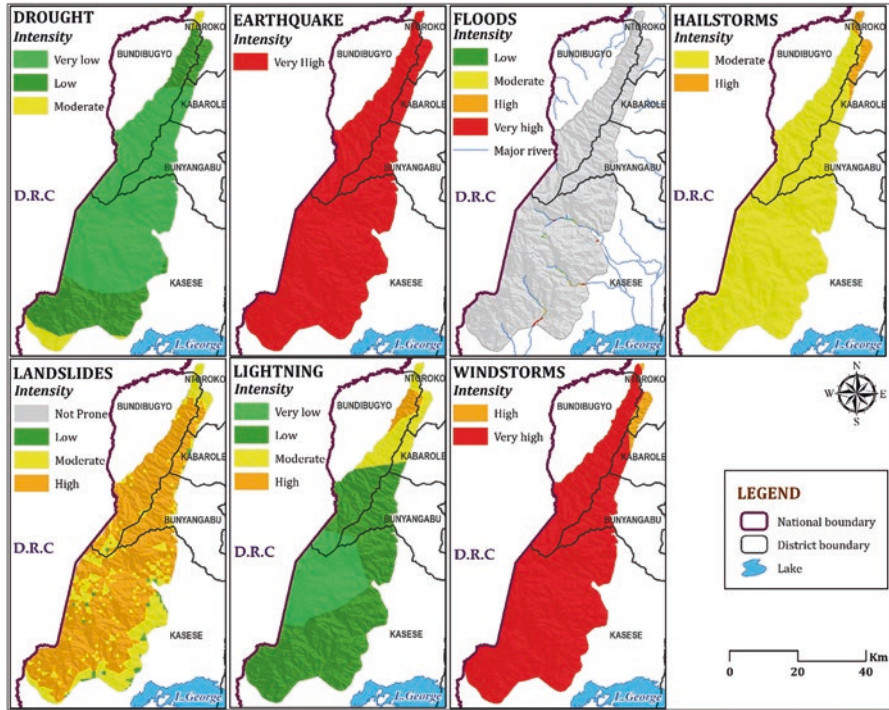 DROUGHT
Intensity
Very low
Low
Moderate
NTOROKO
BUNDIBUGYO
KABAROLE
BUNYANGABU
D.R.C
KASESE
L. George
EARTHQUAKE
Intensity
Very High
NTOROKO
BUNDIBUGYO
KABAROLE
BUNYANGABU
D.R.C
KASESE
L. George
FLOODS
Intensity
Low
Moderate
High
Very high
Major river
NTOROKO
BUNDIBUGYO
KABAROLE
BUNYANGABU
D.R.C
KASESE
L. George
HAILSTORMS
Intensity
Moderate
High
NTOROKO
BUNDIBUGYO
KABAROLE
BUNYANGABU
D.R.C
KASESE
L. George
LANDSLIDES
Intensity
Not Prone
Low
Moderate
High
NTOROKO
BUNDIBUGYO
KABAROLE
BUNYANGABU
D.R.C
KASESE
L. George
LIGHTNING
Intensity
Very low
Low
Moderate
High
NTOROKO
BUNDIBUGYO
KABAROLE
BUNYANGABU
D.R.C
KASESE
L. George
WINDSTORMS
Intensity
High
Very high
NTOROKO
BUNDIBUGYO
KABAROLE
BUNYANGABU
D.R.C
KASESE
L. George
N
W E
S
LEGEND
National boundary
District boundary
Lake
Km
0 20 40